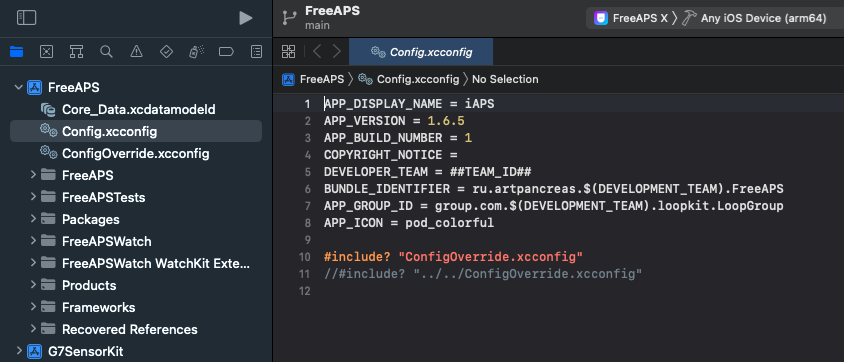 FreeAPS
main
FreeAPS X
Any iOS Device (arm64)
Config.xcconfig
FreeAPS
Config.xcconfig
No Selection
FreeAPS
Core_Data.xcdatamodeld
Config.xcconfig
ConfigOverride.xcconfig
FreeAPS
FreeAPSTests
Packages
FreeAPSWatch
FreeAPSWatch WatchKit Exte...
Products
Frameworks
Recovered References
G7SensorKit
1 APP_DISPLAY_NAME = iAPS
2 APP_VERSION = 1.6.5
3 APP_BUILD_NUMBER = 1
4 COPYRIGHT_NOTICE =
5 DEVELOPER_TEAM = ##TEAM_ID##
6 BUNDLE_IDENTIFIER = ru.artpancreas.$(DEVELOPMENT_TEAM).FreeAPS
7 APP_GROUP_ID = group.com.$(DEVELOPMENT_TEAM).loopkit.LoopGroup
8 APP_ICON = pod_colorful
9
10 #include? "ConfigOverride.xcconfig"
11 //#include? "../../ConfigOverride.xcconfig"
12